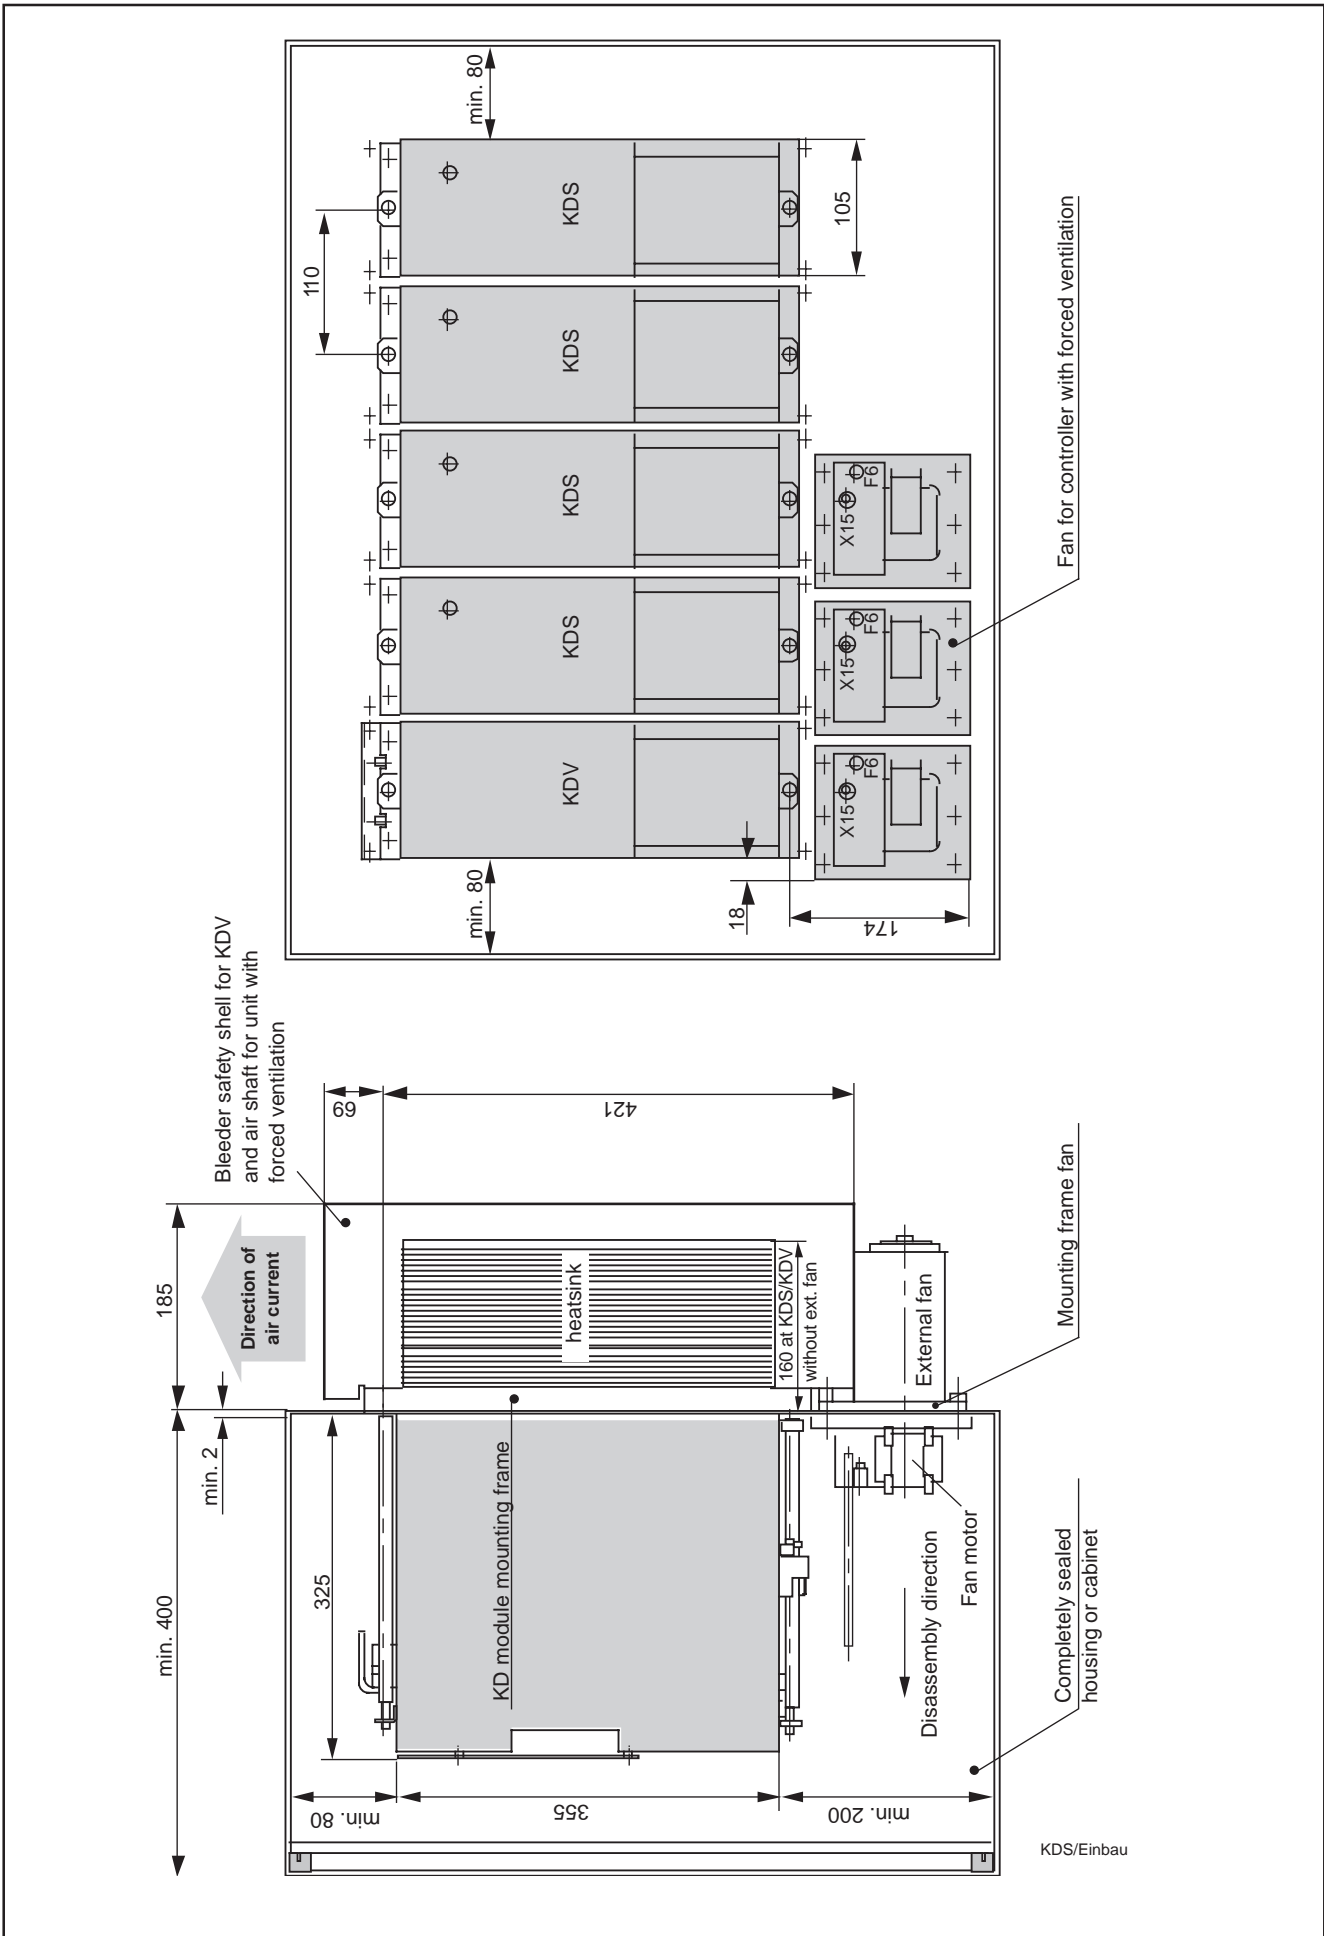 min. 80
110
KDS
105
KDS
KDS
X15
F6
KDS
X15
F6
KDV
X15
F6
min. 80
18
174
Fan for controller with forced ventilation
Bleeder safety shell for KDV
and air shaft for unit with
forced ventilation
69
421
185
Direction of
air current
heatsink
160 at KDS/KDV
without ext. fan
External fan
Mounting frame fan
min. 2
min. 400
325
KD module mounting frame
Fan motor
Disassembly direction
Completely sealed
housing or cabinet
min. 80
355
min. 200
KDS/Einbau